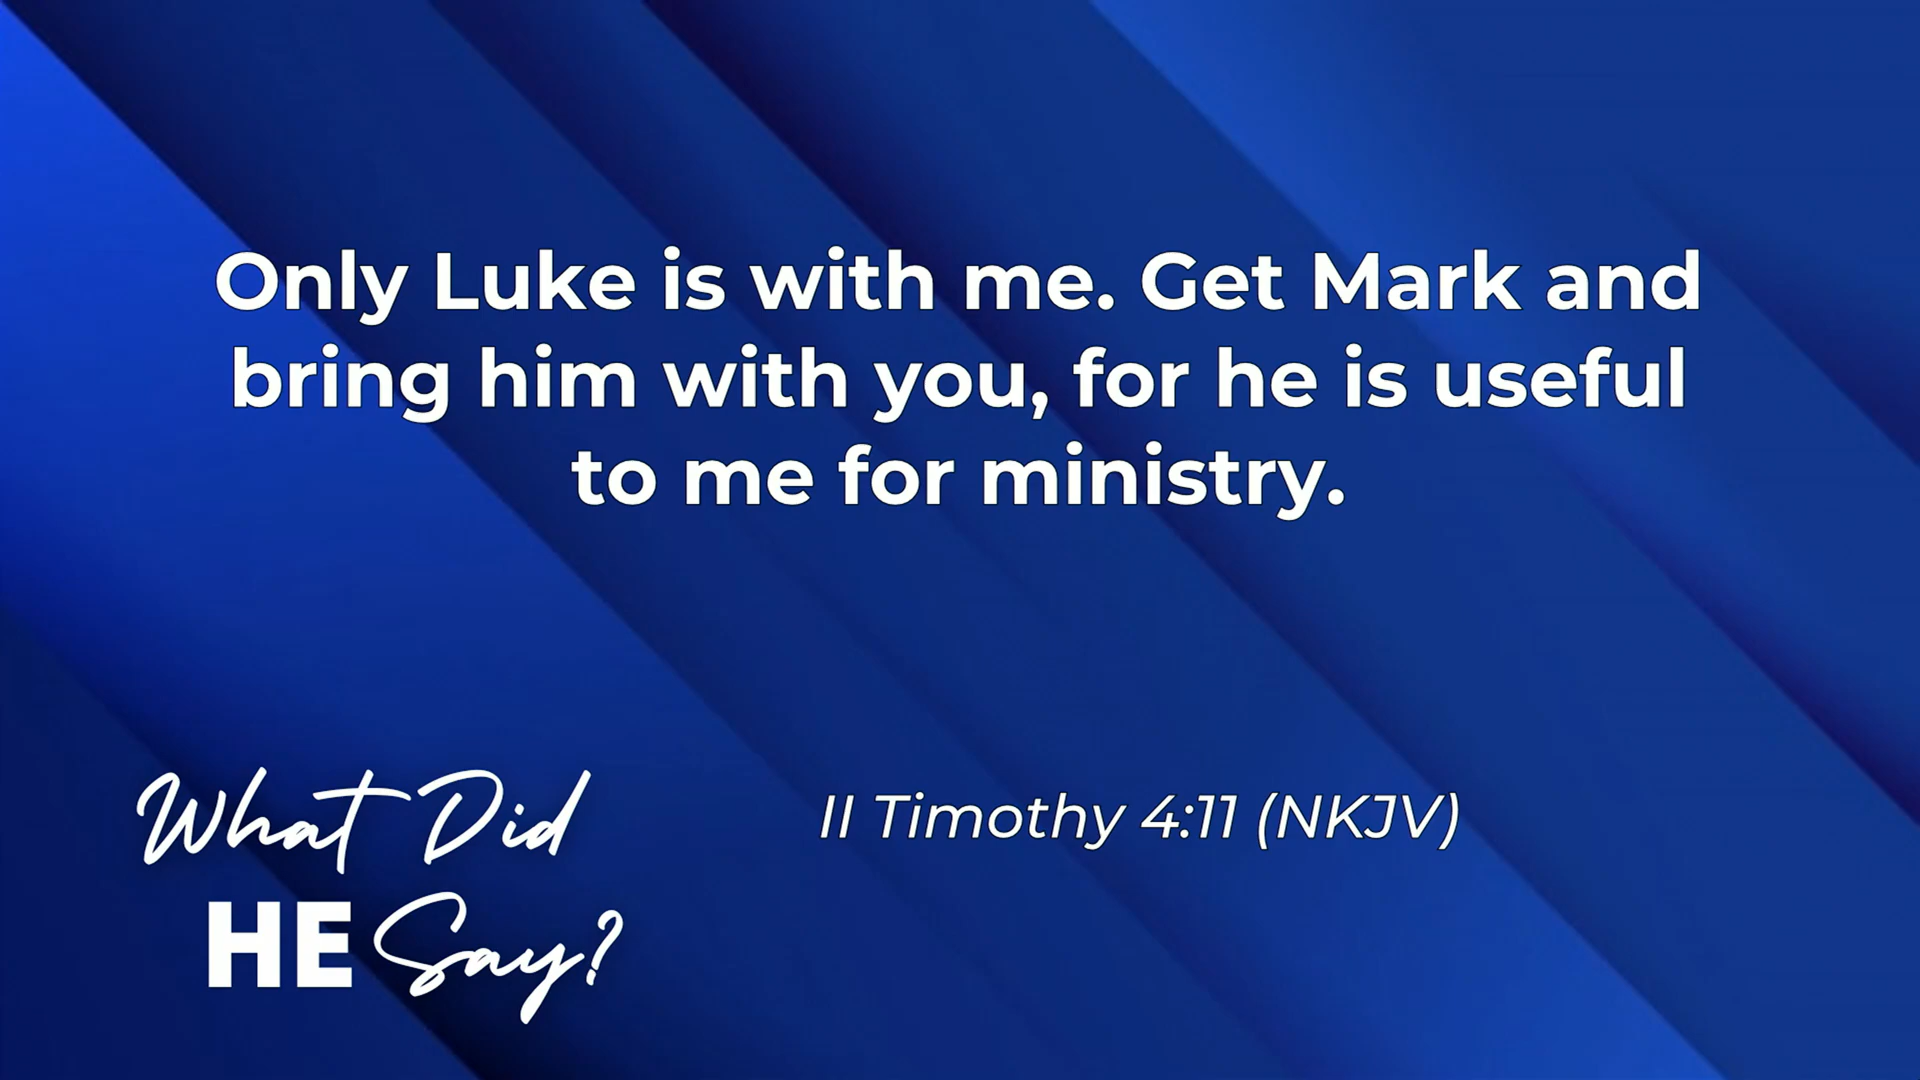 Only Luke is with me. Get Mark and
bring him with you, for he is useful
to me for ministry.
II Timothy 4:11 (NKJV)
What Did
HE Say?